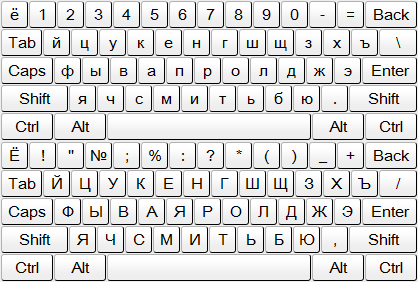 ё 1 2 3 4 5 6 7 8 9 0 - = Back
Tab й ц у к е н г ш щ з х ъ \
Caps ф ы в а п р о л д ж э Enter
Shift я ч с м и т ь б ю . Shift
Ctrl Alt Alt Ctrl
Ё ! " № ; % : ? * ( ) _ + Back
Tab Й Ц У К Е Н Г Ш Щ З Х Ъ /
Caps Ф Ы В А Я Р О Л Д Ж Э Enter
Shift Я Ч С М И Т Ь Б Ю , Shift
Ctrl Alt Alt Ctrl